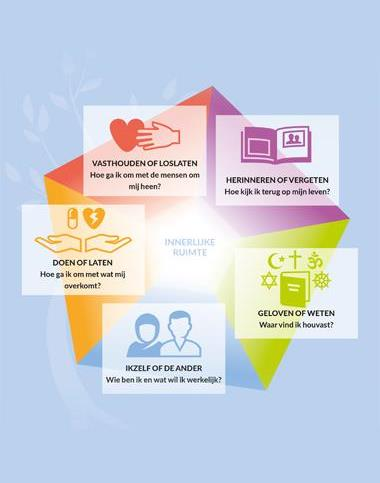 VASTHOUDEN OF LOSLATEN
Hoe ga ik om met de mensen om
mij heen?
HERINNEREN OF VERGETEN
Hoe kijk ik terug op mijn leven?
DOEN OF LATEN
Hoe ga ik om met wat mij
overkomt?
INNERLIJKE
RUIMTE
GELOVEN OF WETEN
Waar vind ik houvast?
IKZELF OF DE ANDER
Wie ben ik en wat wil ik werkelijk?